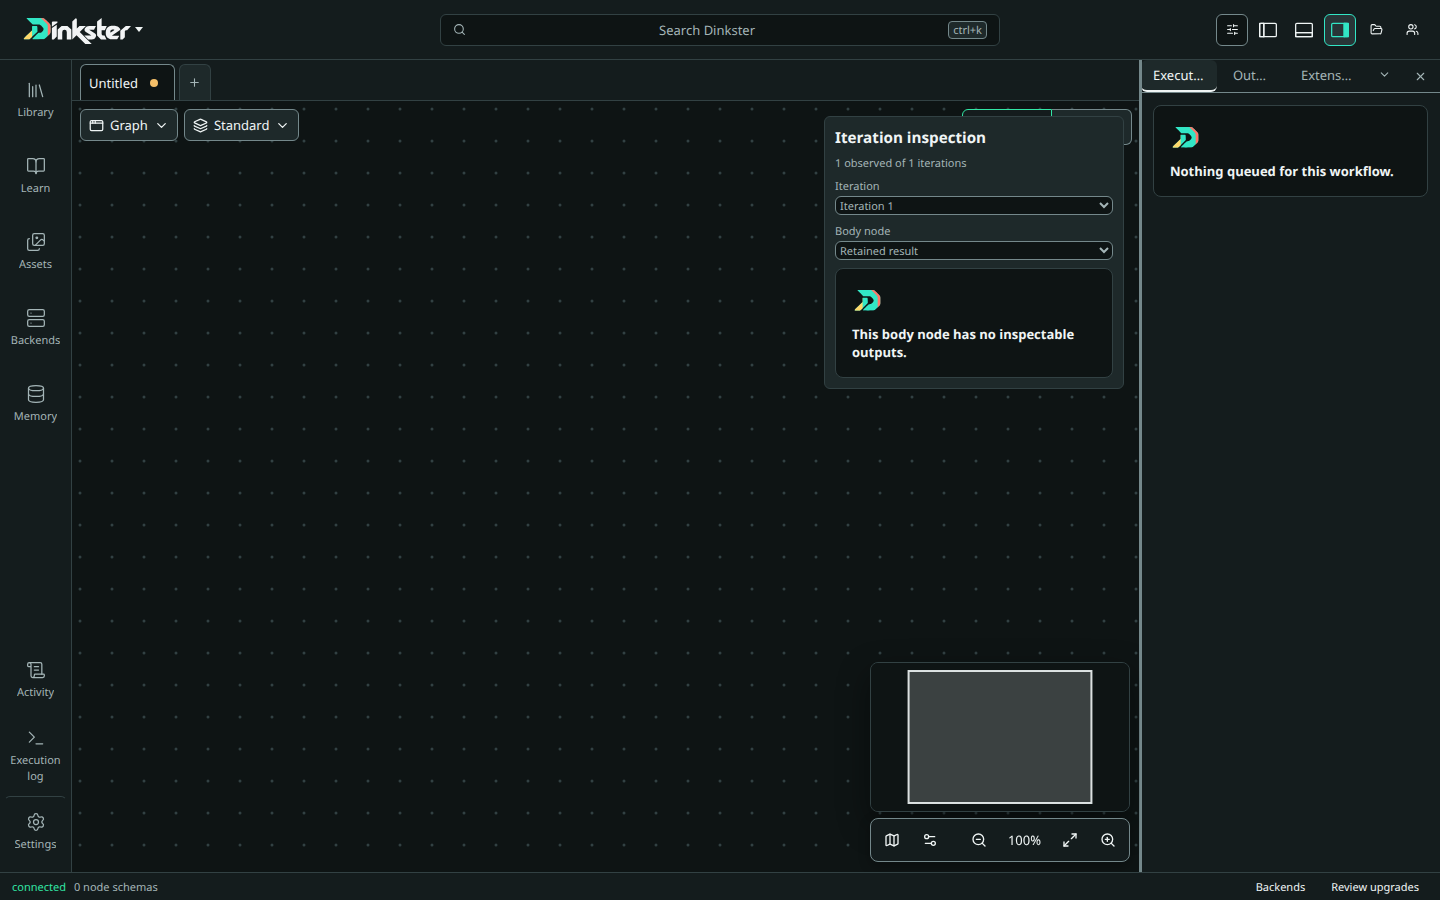 Dinkster
Search Dinkster
ctrl+k
Library
Learn
Assets
Backends
Memory
Activity
Execution
log
Settings
Untitled
+
Graph
Standard
Iteration inspection
1 observed of 1 iterations
Iteration
Iteration 1
Body node
Retained result
This body node has no inspectable
outputs.
100%
Execut...
Out...
Extens...
Nothing queued for this workflow.
connected
0 node schemas
Backends
Review upgrades